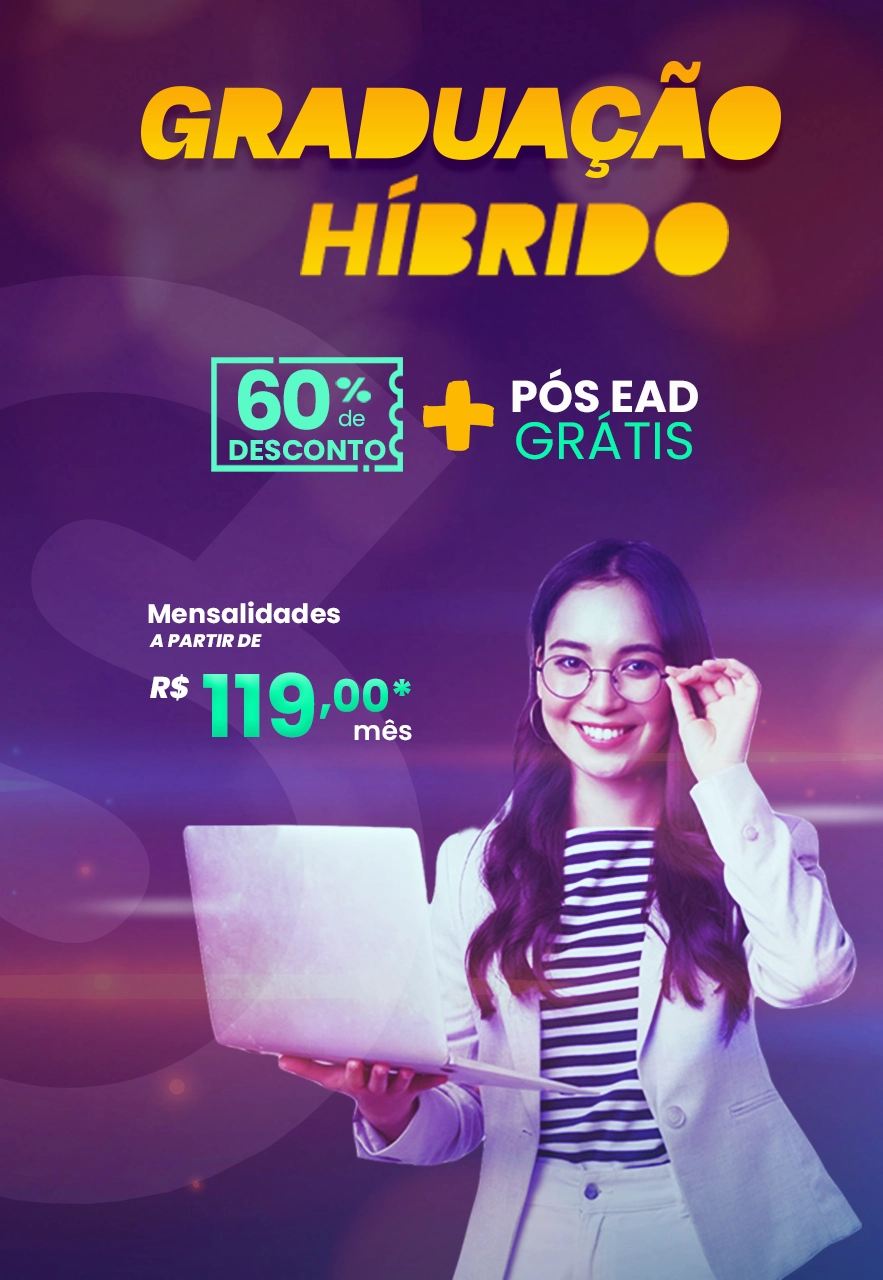 GRADUAÇÃO
HÍBRIDO
60% de
DESCONTO
PÓS EAD
GRÁTIS
Mensalidades
A PARTIR DE
R$ 119,00*
mês